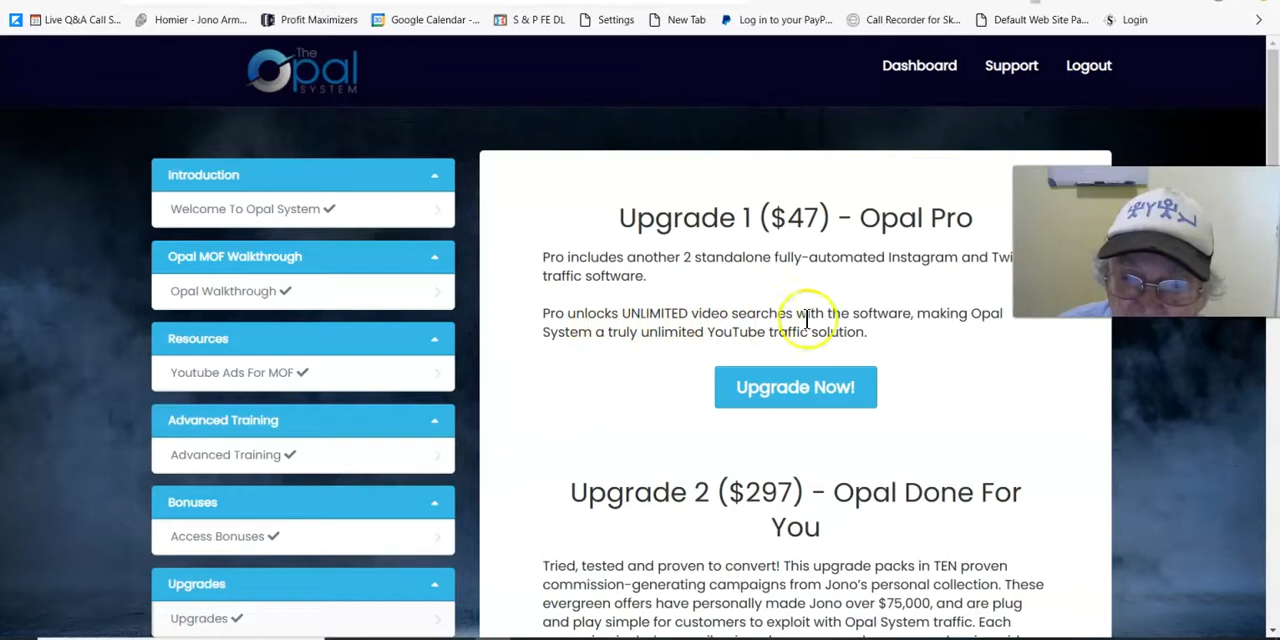 Live Q&A Call S...
Homier - Jono Arm...
Profit Maximizers
Google Calendar -...
S & P FE DL
Settings
New Tab
Log in to your PayP...
Call Recorder for Sk...
Default Web Site Pa...
Login
The
Opal
SYSTEM
Dashboard
Support
Logout
Introduction
Welcome To Opal System
Opal MOF Walkthrough
Opal Walkthrough
Resources
Youtube Ads For MOF
Advanced Training
Advanced Training
Bonuses
Access Bonuses
Upgrades
Upgrades
Upgrade 1 ($47) - Opal Pro
Pro includes another 2 standalone fully-automated Instagram and Twi
traffic software.
Pro unlocks UNLIMITED video searches with the software, making Opal
System a truly unlimited YouTube traffic solution.
Upgrade Now!
Upgrade 2 ($297) - Opal Done For
You
Tried, tested and proven to convert! This upgrade packs in TEN proven
commission-generating campaigns from Jono's personal collection. These
evergreen offers have personally made Jono over $75,000, and are plug
and play simple for customers to exploit with Opal System traffic. Each